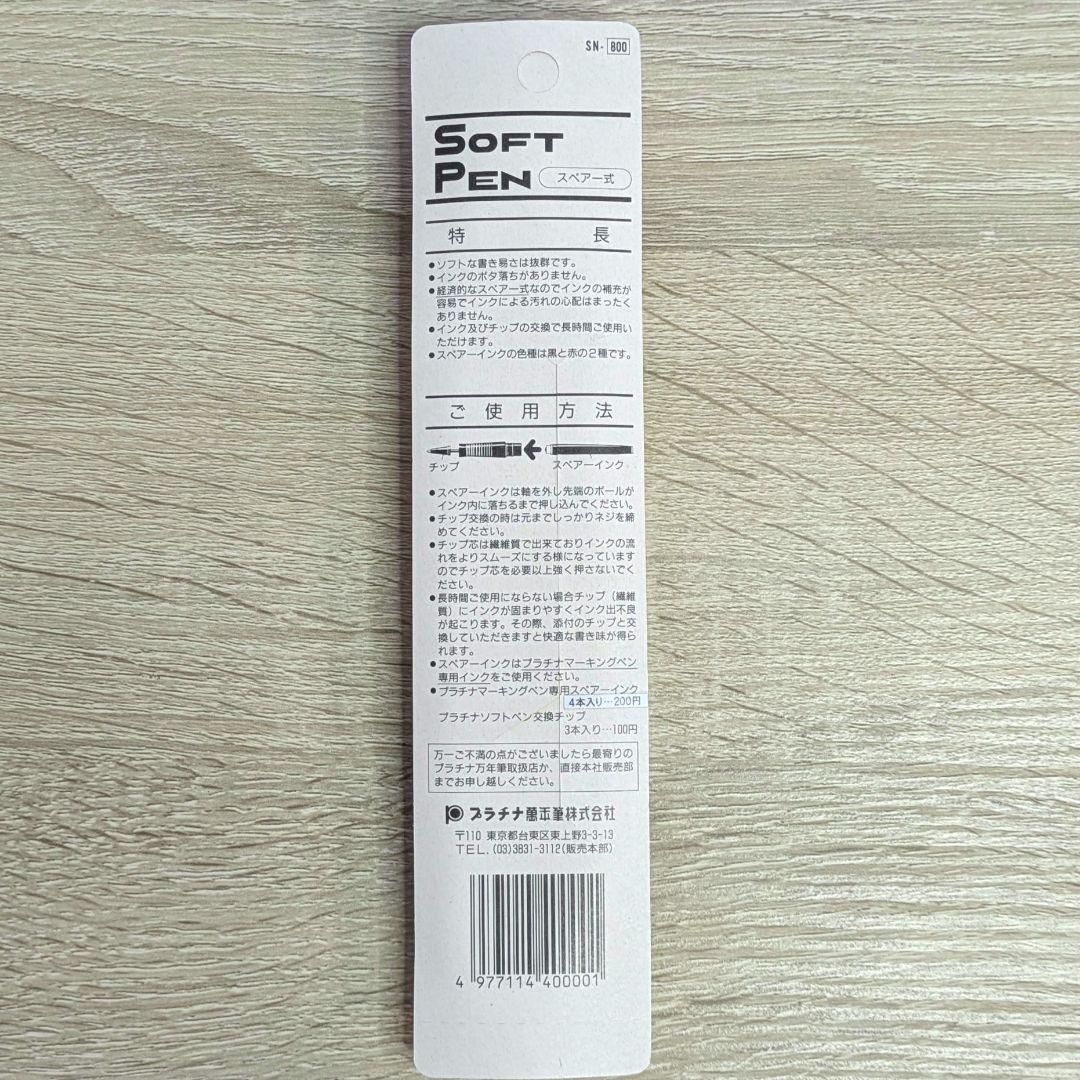 SN-800
SOFT
PEN スペアー式
特長
●ソフトな書き易さは抜群です。
●インクのボタ落ちがありません。
●経済的なスペアー式なのでインクの補充が
容易でインクによる汚れの心配はまったく
ありません。
●インク及びチップの交換で長時間ご使用い
ただけます。
●スペアーインクの色種は黒と赤の2種です。
ご使用方法
チップ スペアーインク
●スペアーインクは軸を外し先端のボールが
インク内に落ちるまで押し込んでください。
●チップ交換の時は元までしっかりネジを締
めてください。
●チップ芯は繊維質で出来ておりインクの流
れをよりスムーズにする様になっています
のでチップ芯を必要以上強く押さないでく
ださい。
●長時間ご使用にならない場合チップ（繊維
質）にインクが固まりやすくインク出不良
が起こります。その際、添付のチップと交
換していただきますと快適な書き味が得ら
れます。
●スペアーインクはプラチナマーキングペン
専用インクをご使用ください。
●プラチナマーキングペン専用スペアーインク
4本入り…200円
プラチナソフトペン交換チップ
3本入り…100円
万一ご不満の点がございましたら最寄りの
プラチナ万年筆取扱店か、直接本社販売部
までお申し越しください。
プラチナ萬年筆株式会社
〒110 東京都台東区東上野3-3-13
TEL.(03)3831-3112(販売本部)
4 977114 400001